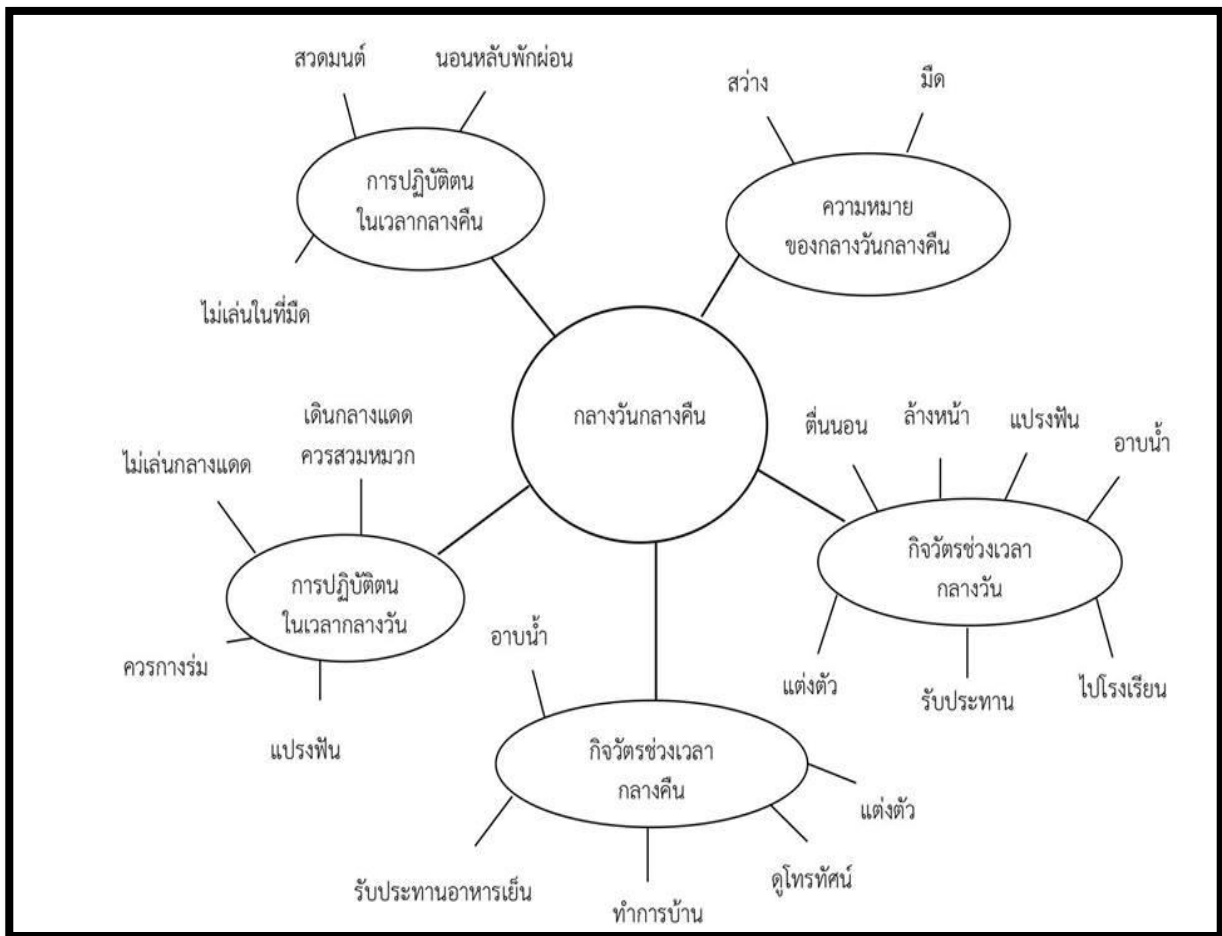 สวดมนต์
นอนหลับพักผ่อน
การปฏิบัติตน
ในเวลากลางคืน
ไม่เล่นในที่มืด
สว่าง
มืด
ความหมาย
ของกลางวันกลางคืน
กลางวันกลางคืน
ตื่นนอน
ล้างหน้า
แปรงฟัน
อาบน้ำ
กิจวัตรช่วงเวลา
กลางวัน
แต่งตัว
รับประทาน
ไปโรงเรียน
ไม่เล่นกลางแดด
เดินกลางแดด
ควรสวมหมวก
การปฏิบัติตน
ในเวลากลางวัน
ควรกางร่ม
แปรงฟัน
อาบน้ำ
กิจวัตรช่วงเวลา
กลางคืน
แต่งตัว
ดูโทรทัศน์
ทำการบ้าน
รับประทานอาหารเย็น